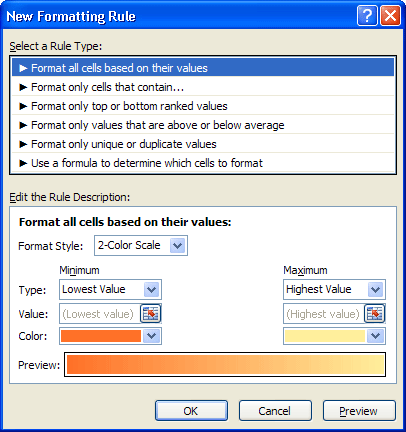 New Formatting Rule
Select a Rule Type:
► Format all cells based on their values
► Format only cells that contain...
► Format only top or bottom ranked values
► Format only values that are above or below average
► Format only unique or duplicate values
► Use a formula to determine which cells to format
Edit the Rule Description:
Format all cells based on their values:
Format Style: 2-Color Scale
Minimum Maximum
Type: Lowest Value Highest Value
Value: (Lowest value) (Highest value)
Color:
Preview:
OK Cancel Preview